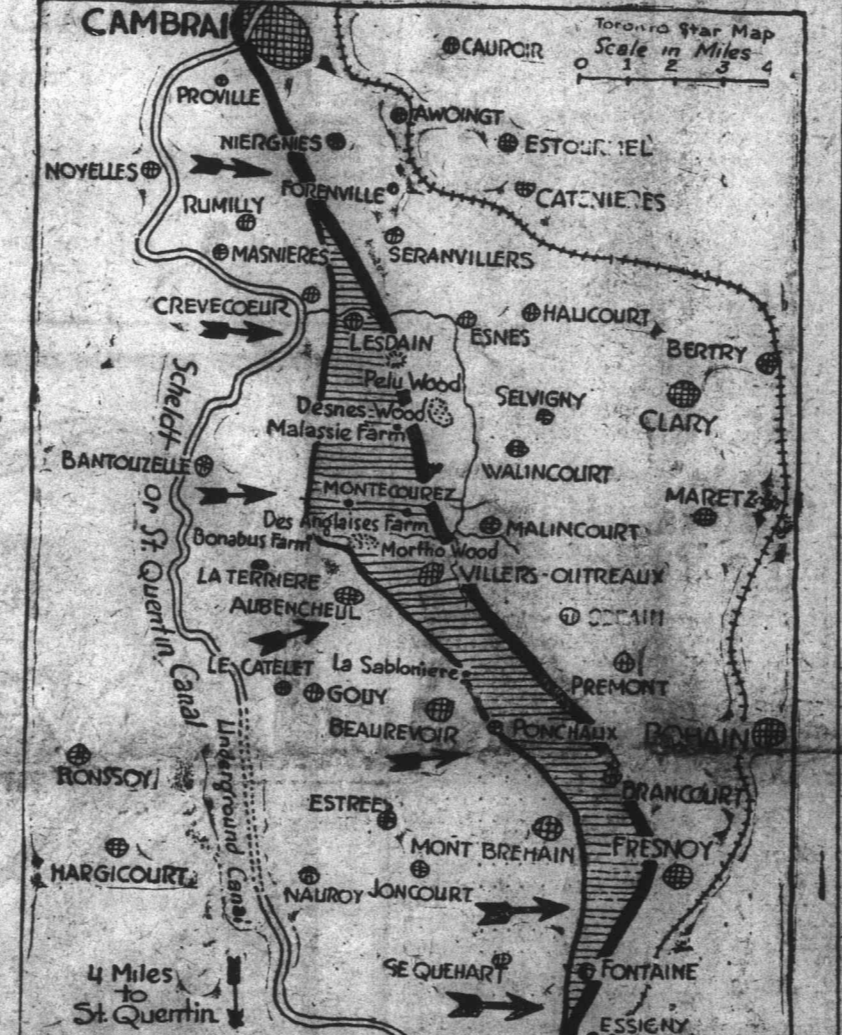 CAMBRAI
Toronto Star Map
Scale in Miles
0 1 2 3 4
CAUROIR
PROVILLE
AWOINGT
NIERGNIES
NOYELLES
FORENVILLE
RUMILLY
MASNIERES
SERANVILLERS
CREVECOEUR
HAUCOURT
LESDAIN
ESNES
BERTRY
Pelu Wood
Desnes-Wood
SELVIGNY
CLARY
Malassie Farm
Scheldt or St. Quentin Canal
BANTOUZELLE
WALINCOURT
MONTECOUREZ
MARETZ
Des Anglaises Farm
MALINCOURT
Bonabus Farm
Mortho Wood
LA TERRIERE
VILLERS-OUTREAUX
AUBENCHEUL
LE CATELET
La Sabloniere
PREMONT
GOUY
BEAUREVOIR
PONCHAUX
BOHAIN
Underground Canal
RONSSOY
BRANCOURT
ESTREE
MONT BREHAIN
FRESNOY
HARGICOURT
NAUROY
JONCOURT
SEQUEHART
FONTAINE
4 Miles
to
St. Quentin
ESSIGNY